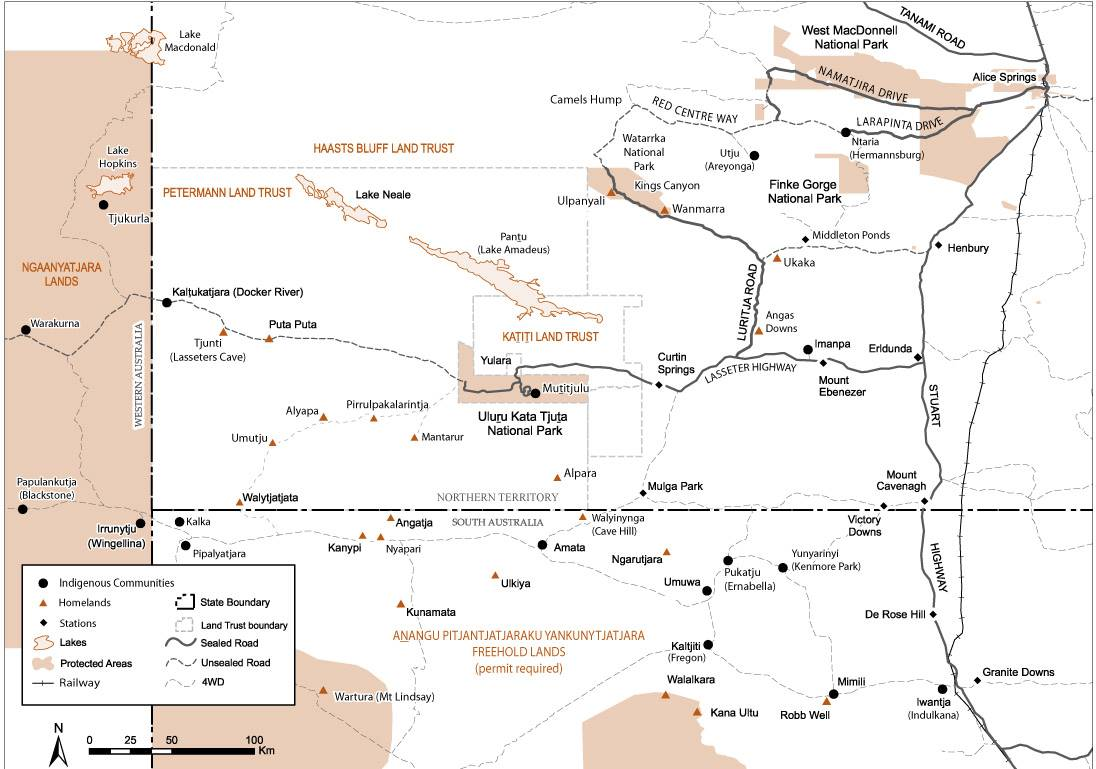 Lake
Macdonald
West MacDonnell
National Park
TANAMI ROAD
Alice Springs
NAMATJIRA DRIVE
Camels Hump
RED CENTRE WAY
LARAPINTA DRIVE
Ntaria
(Hermannsburg)
Watarrka
National
Park
Utju
(Areyonga)
HAASTS BLUFF LAND TRUST
Lake
Hopkins
PETERMANN LAND TRUST
Lake Neale
Kings Canyon
Finke Gorge
National Park
Ulpanyali
Wanmarra
Tjukurla
Pantu
(Lake Amadeus)
Middleton Ponds
Henbury
Ukaka
NGAANYATJARA
LANDS
LURITJA ROAD
Kaltukatjara (Docker River)
Warakurna
Puta Puta
Tjunti
(Lasseters Cave)
KAṮIṮI LAND TRUST
Angas
Downs
Imanpa
Erldunda
WESTERN AUSTRALIA
Yulara
Curtin
Springs
LASSETER HIGHWAY
Mount
Ebenezer
Muṯitjulu
STUART
Uluṟu Kata Tjuṯa
National Park
Alyapa
Pirrulpakalarintja
Umutju
Mantarur
Alpara
Mulga Park
Mount
Cavenagh
Papulankutja
(Blackstone)
Walytjatjata
NORTHERN TERRITORY
SOUTH AUSTRALIA
Irrunytju
(Wingellina)
Kalka
Angatja
Walyinynga
(Cave Hill)
Victory
Downs
Pipalyatjara
Kanypi
Nyapari
Amata
Ngarutjara
Pukatju
(Ernabella)
Yunyarinyi
(Kenmore Park)
HIGHWAY
Ulkiya
Umuwa
Kunamata
De Rose Hill
Indigenous Communities
Homelands
Stations
Lakes
Protected Areas
Railway
State Boundary
Land Trust boundary
Sealed Road
Unsealed Road
4WD
AṈANGU PITJANTJATJARAKU YANKUNYTJATJARA
FREEHOLD LANDS
(permit required)
Kaltjiti
(Fregon)
Walalkara
Mimili
Granite Downs
Wartura (Mt Lindsay)
Kana Ultu
Robb Well
Iwantja
(Indulkana)
N
0 25 50 100
Km